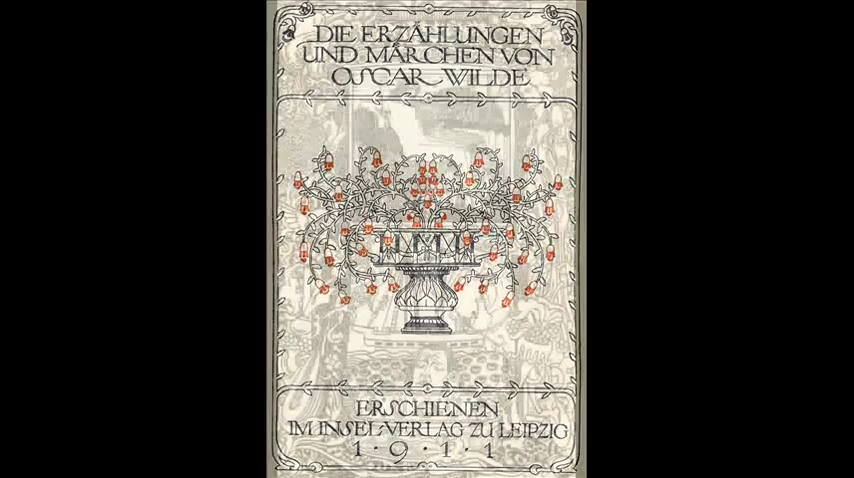 DIE ERZÄHLUNGEN
UND MÄRCHEN VON
OSCAR WILDE
ERSCHIENEN
IM INSEL-VERLAG ZU LEIPZIG
1·9·1·1